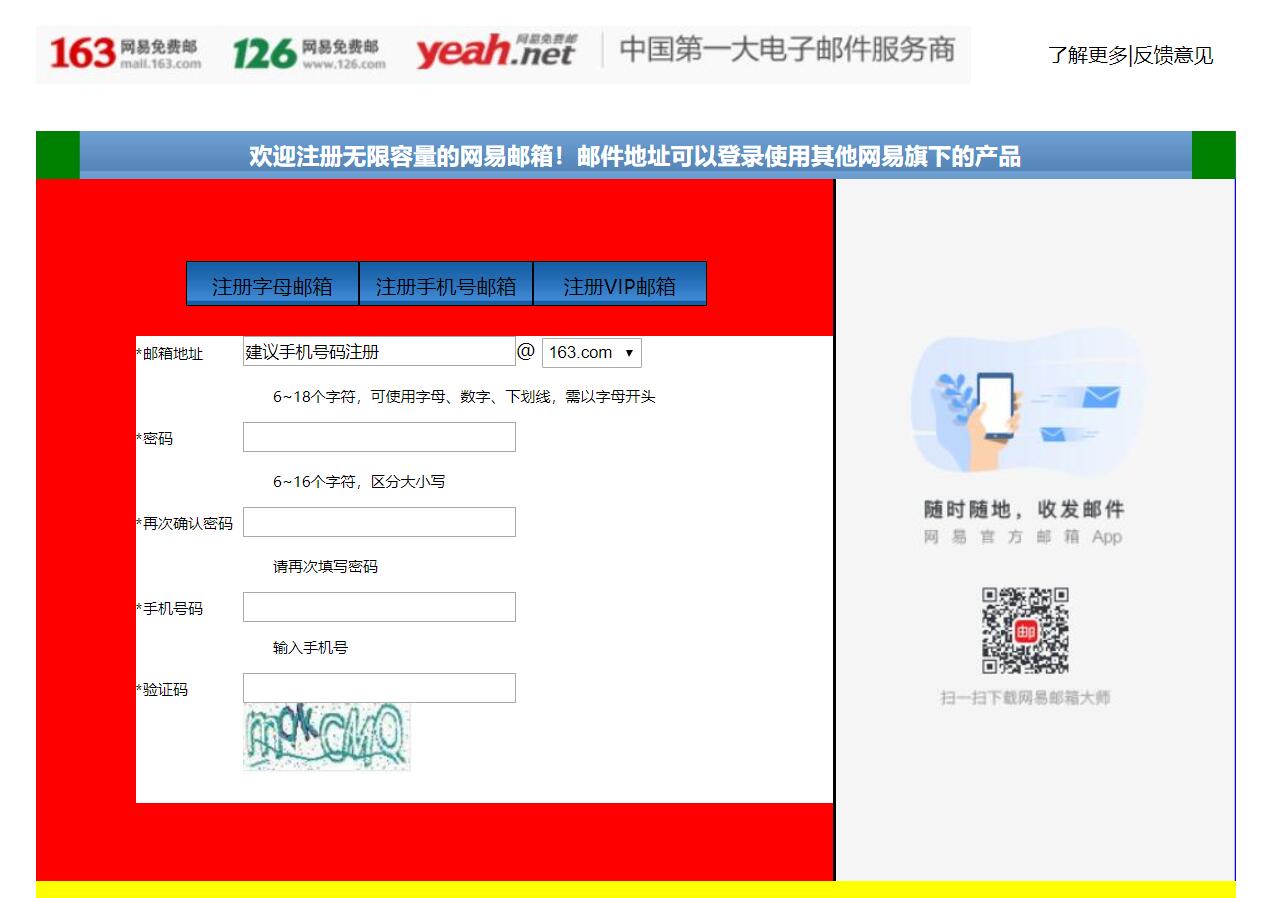 163 网易免费邮 mail.163.com 126 网易免费邮 www.126.com yeah.net 网易免费邮 中国第一大电子邮件服务商
了解更多|反馈意见
欢迎注册无限容量的网易邮箱！邮件地址可以登录使用其他网易旗下的产品
注册字母邮箱 注册手机号邮箱 注册VIP邮箱
*邮箱地址 建议手机号码注册 @ 163.com
6~18个字符，可使用字母、数字、下划线，需以字母开头
*密码
6~16个字符，区分大小写
*再次确认密码
请再次填写密码
*手机号码
输入手机号
*验证码
随时随地，收发邮件
网易官方邮箱 App
邮
扫一扫下载网易邮箱大师